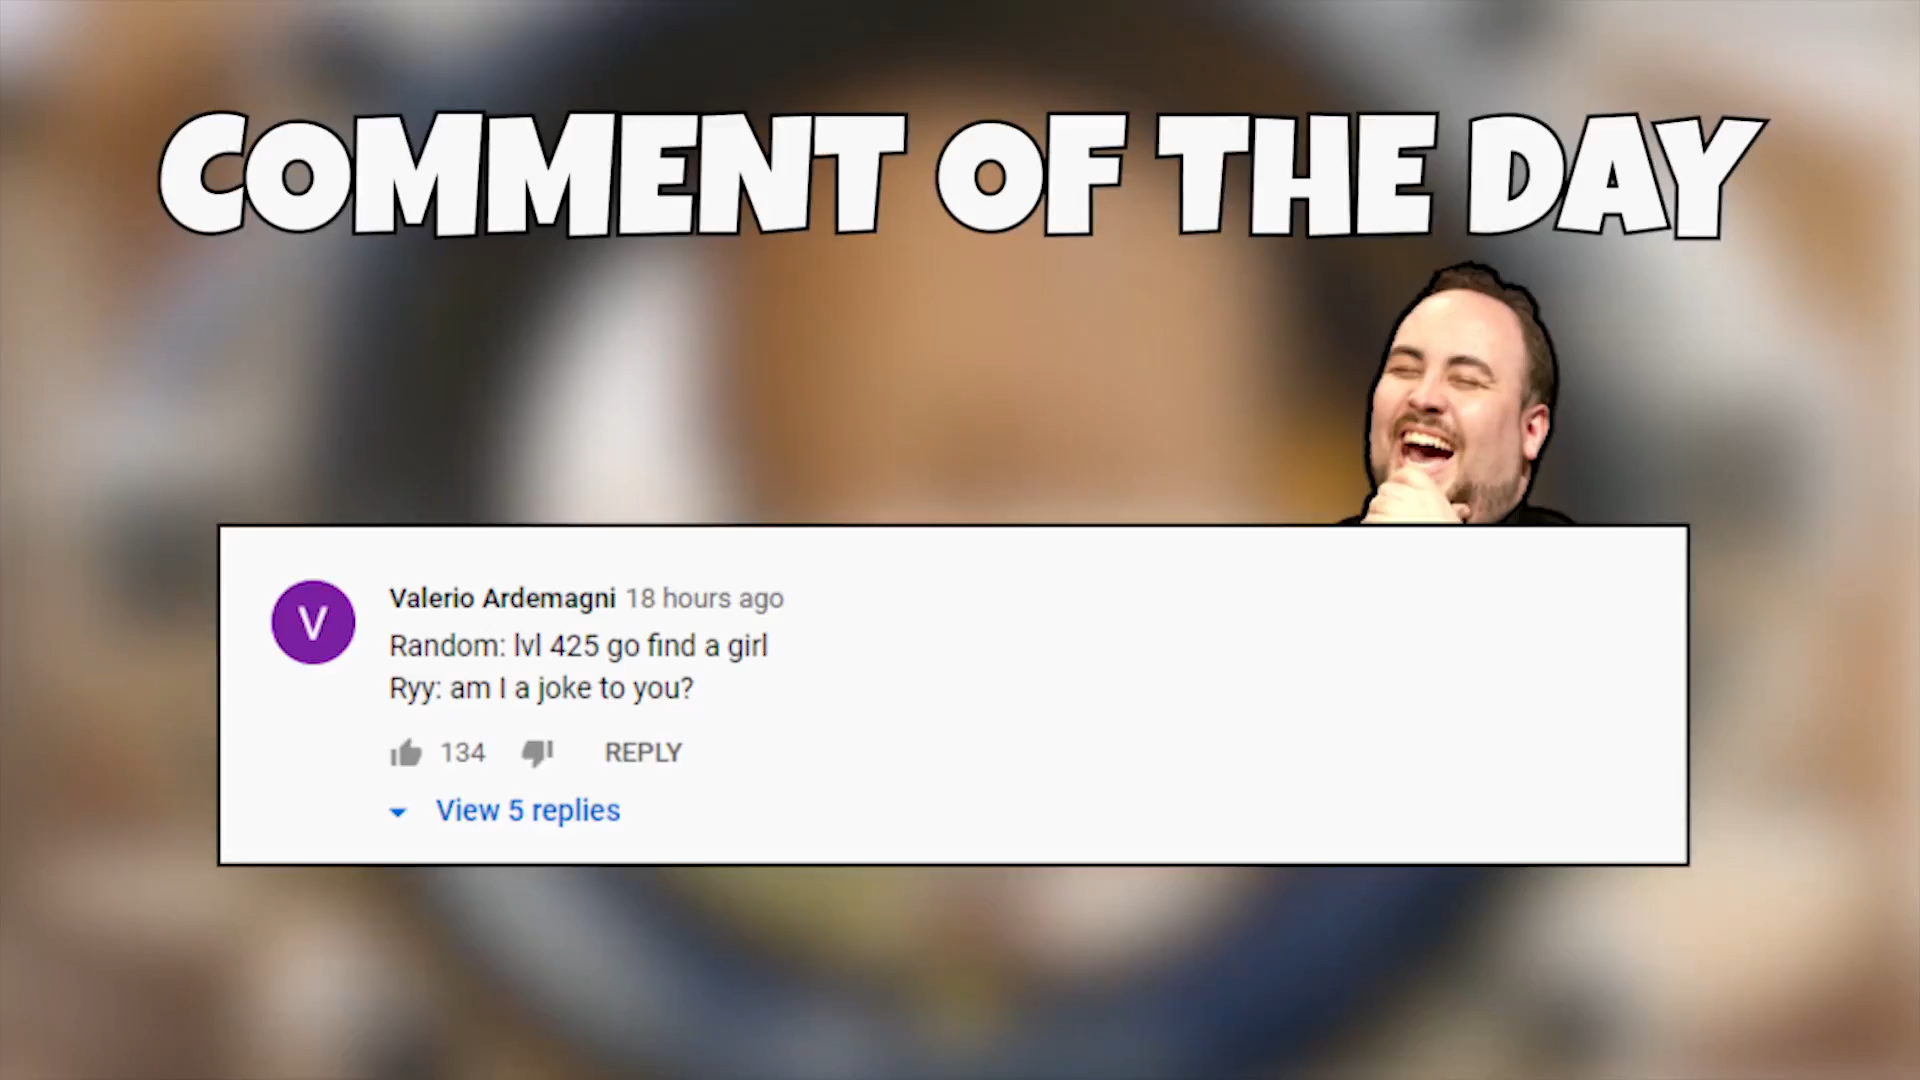 COMMENT OF THE DAY
V
Valerio Ardemagni 18 hours ago
Random: lvl 425 go find a girl
Ryy: am I a joke to you?
134 REPLY
View 5 replies